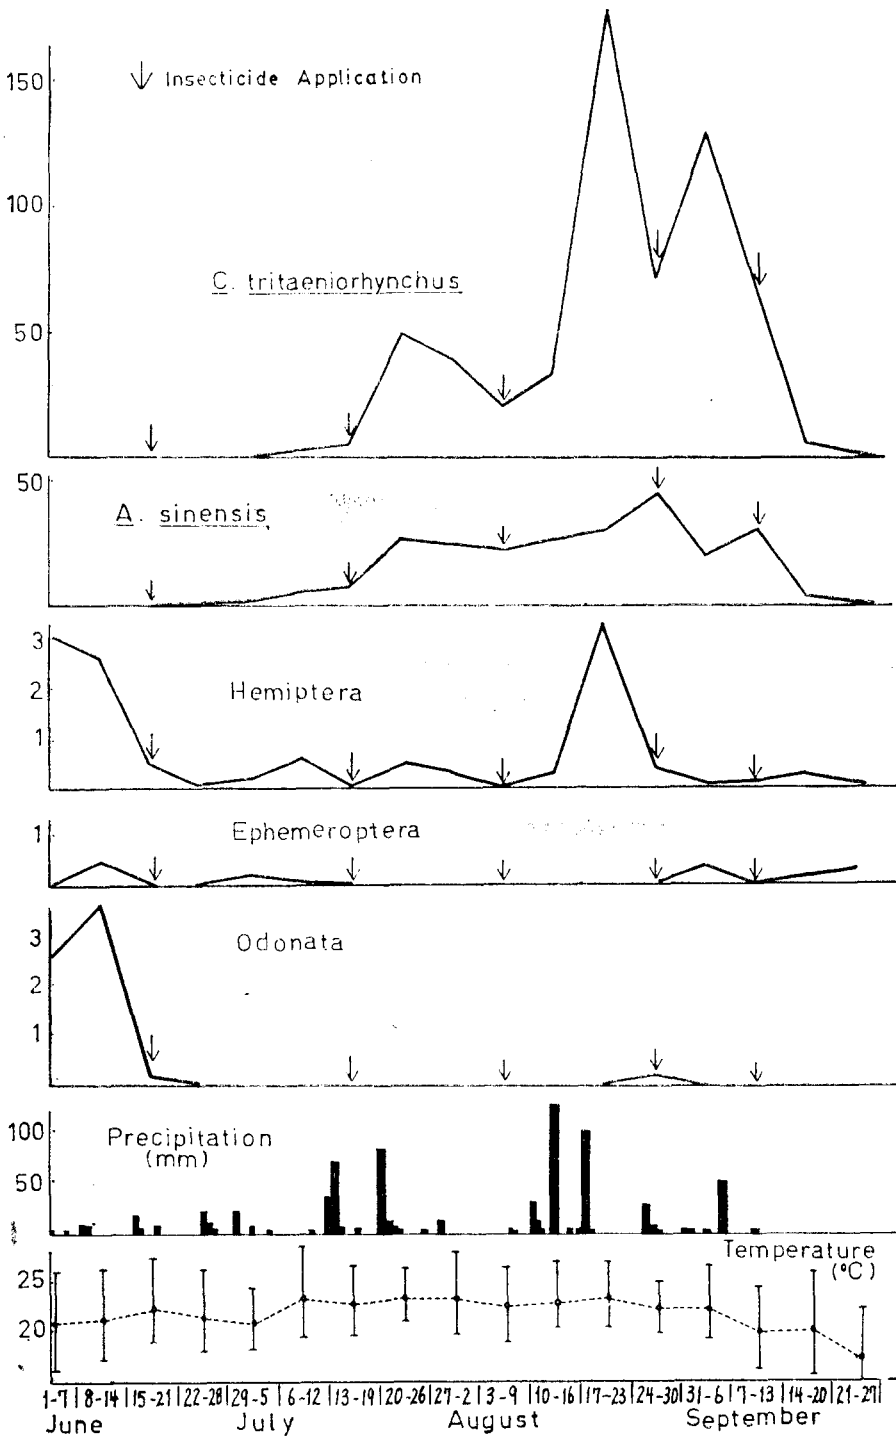 150
↓ Insecticide Application
100
C. tritaeniorhynchus
50
50
A. sinensis
3
2
Hemiptera
1
1
Ephemeroptera
Odonata
3
2
1
100
Precipitation
(mm)
50
Temperature
(°C)
25
20
1-7|8-14|15-21|22-28|29-5|6-12|13-19|20-26|27-2|3-9|10-16|17-23|24-30|31-6|7-13|14-20|21-27|
June July August September